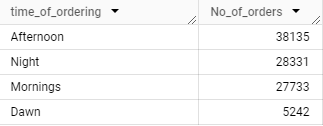 time_of_ordering No_of_orders
Afternoon 38135
Night 28331
Mornings 27733
Dawn 5242